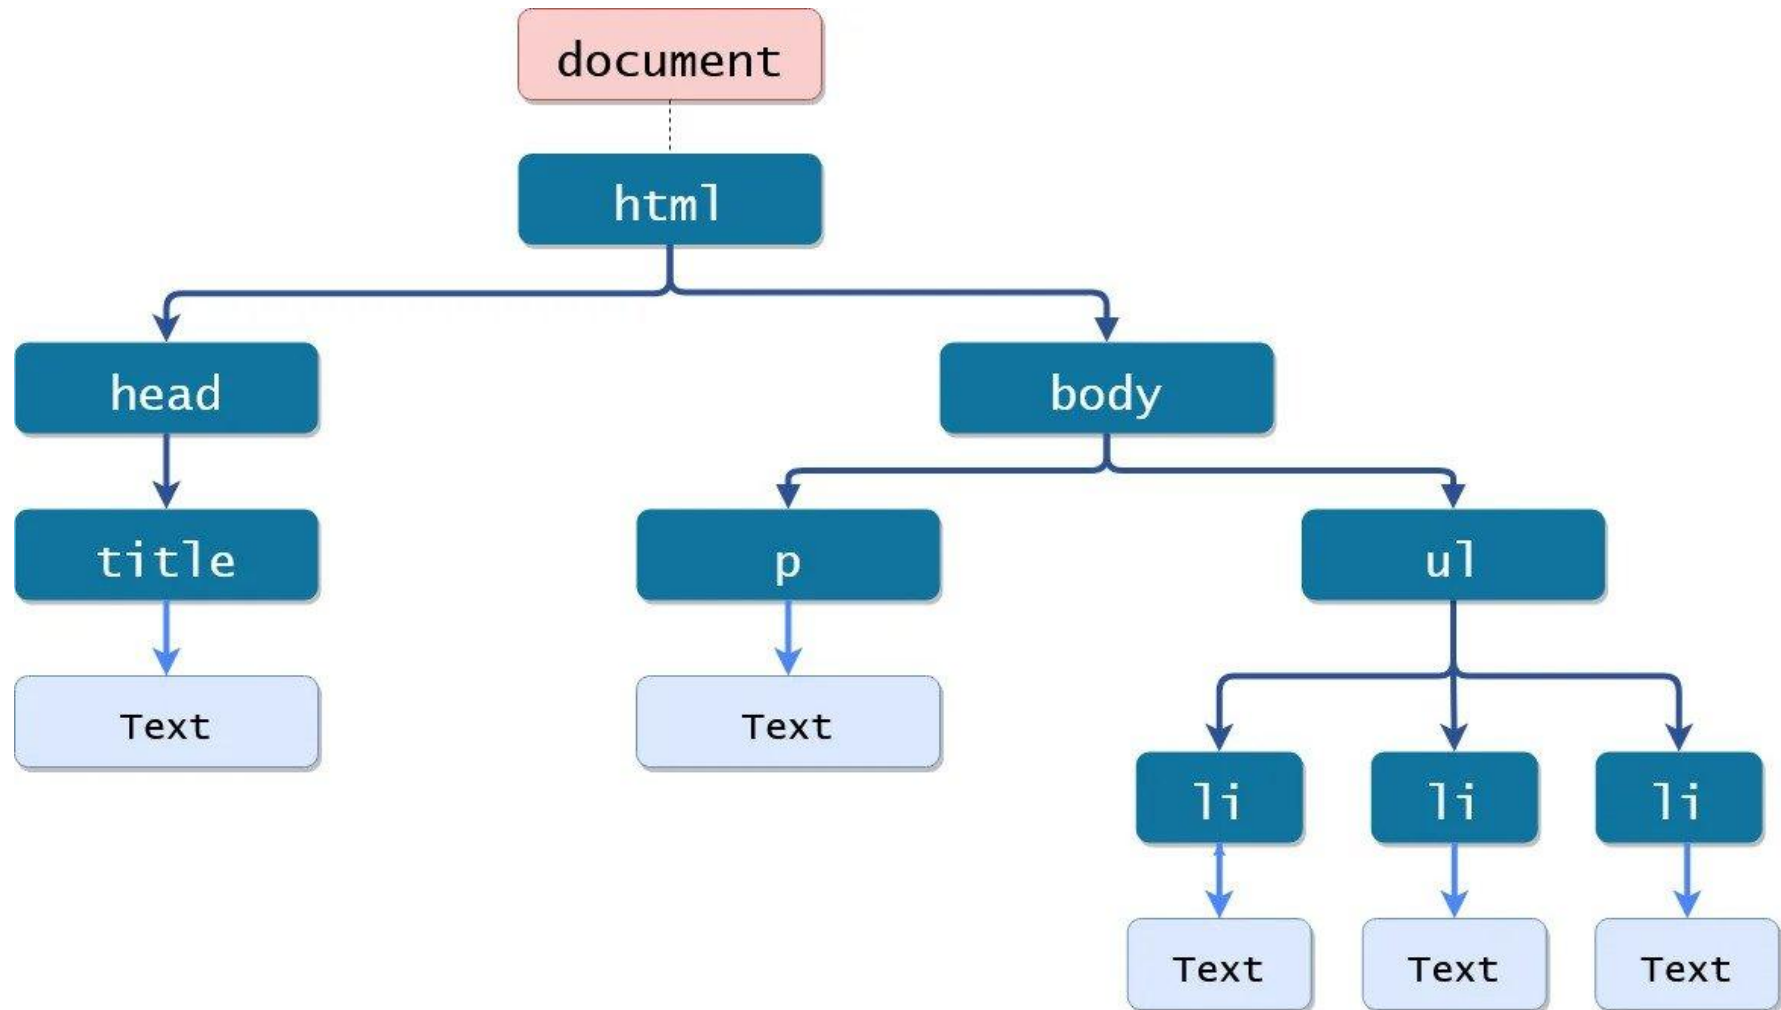 document
html
head
body
title
p
ul
Text
Text
li
li
li
Text
Text
Text